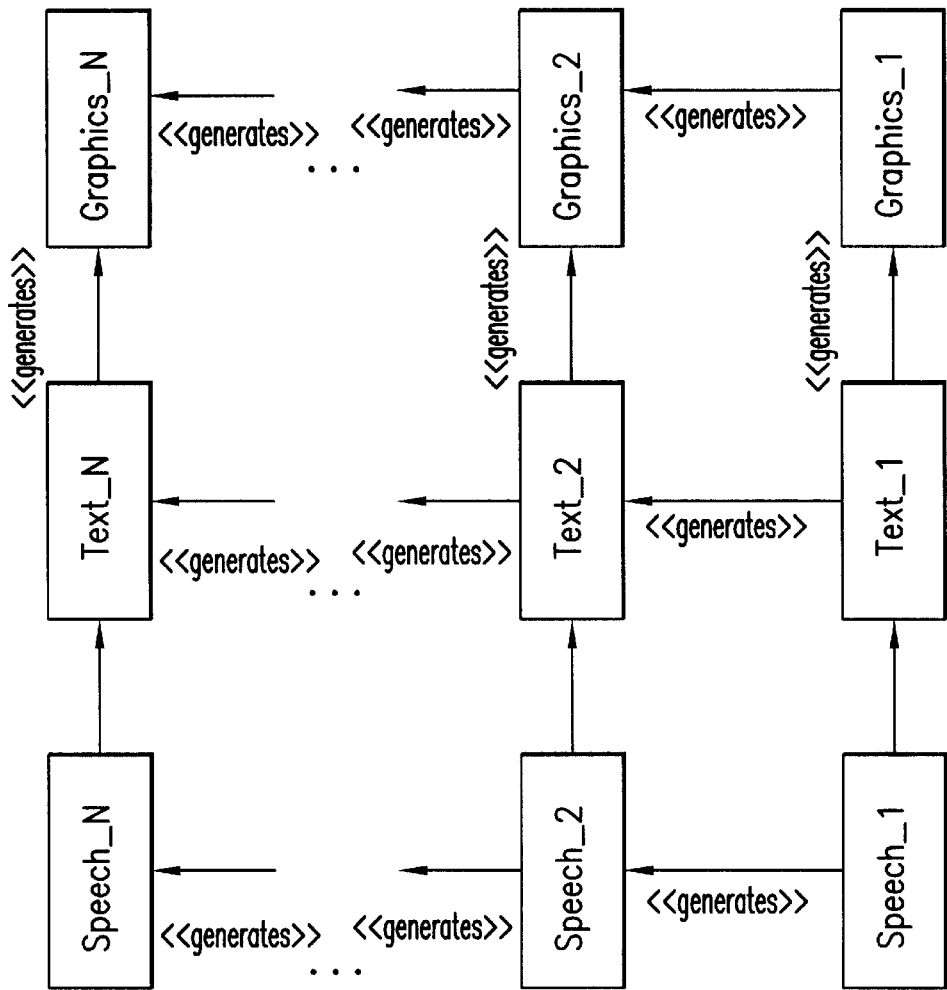 <<generates>>
Graphics_N
<<generates>>
<<generates>>
...
<<generates>>
Graphics_2
<<generates>>
<<generates>>
Graphics_1
Text_N
<<generates>>
<<generates>>
...
Text_2
<<generates>>
Text_1
Speech_N
<<generates>>
<<generates>>
...
Speech_2
<<generates>>
Speech_1